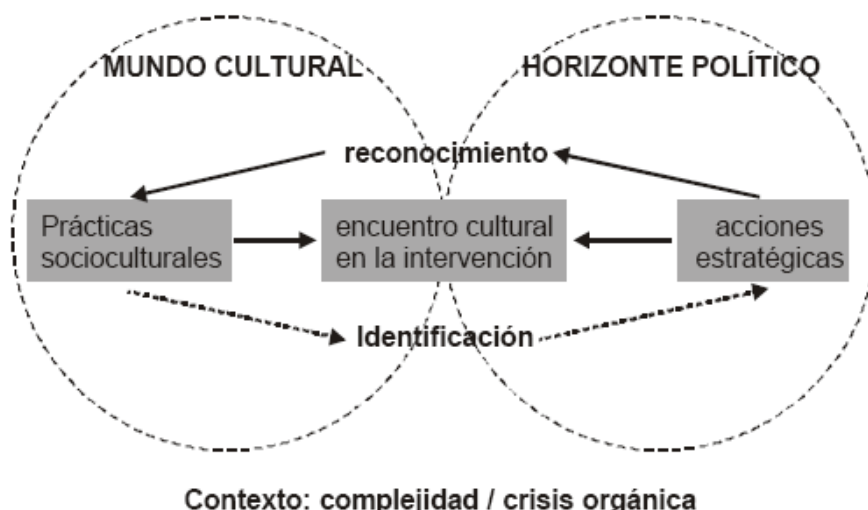 MUNDO CULTURAL
HORIZONTE POLÍTICO
reconocimiento
Prácticas
socioculturales
encuentro cultural
en la intervención
acciones
estratégicas
Identificación
Contexto: complejidad / crisis orgánica